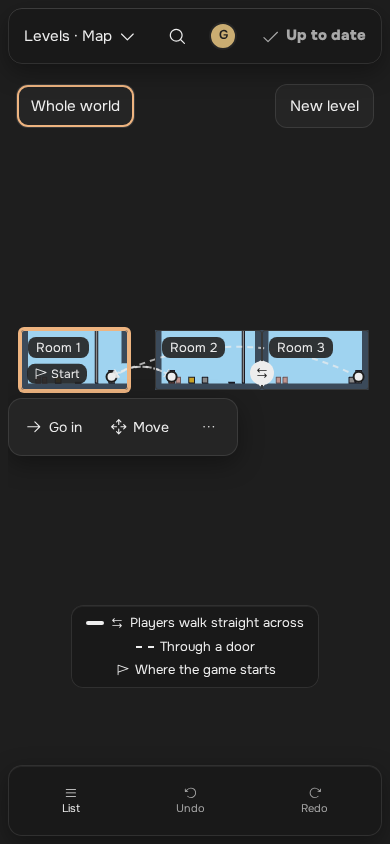 Levels · Map
G
Up to date
Whole world
New level
Room 1
Room 2
Room 3
Start
Go in
Move
Players walk straight across
Through a door
Where the game starts
List
Undo
Redo